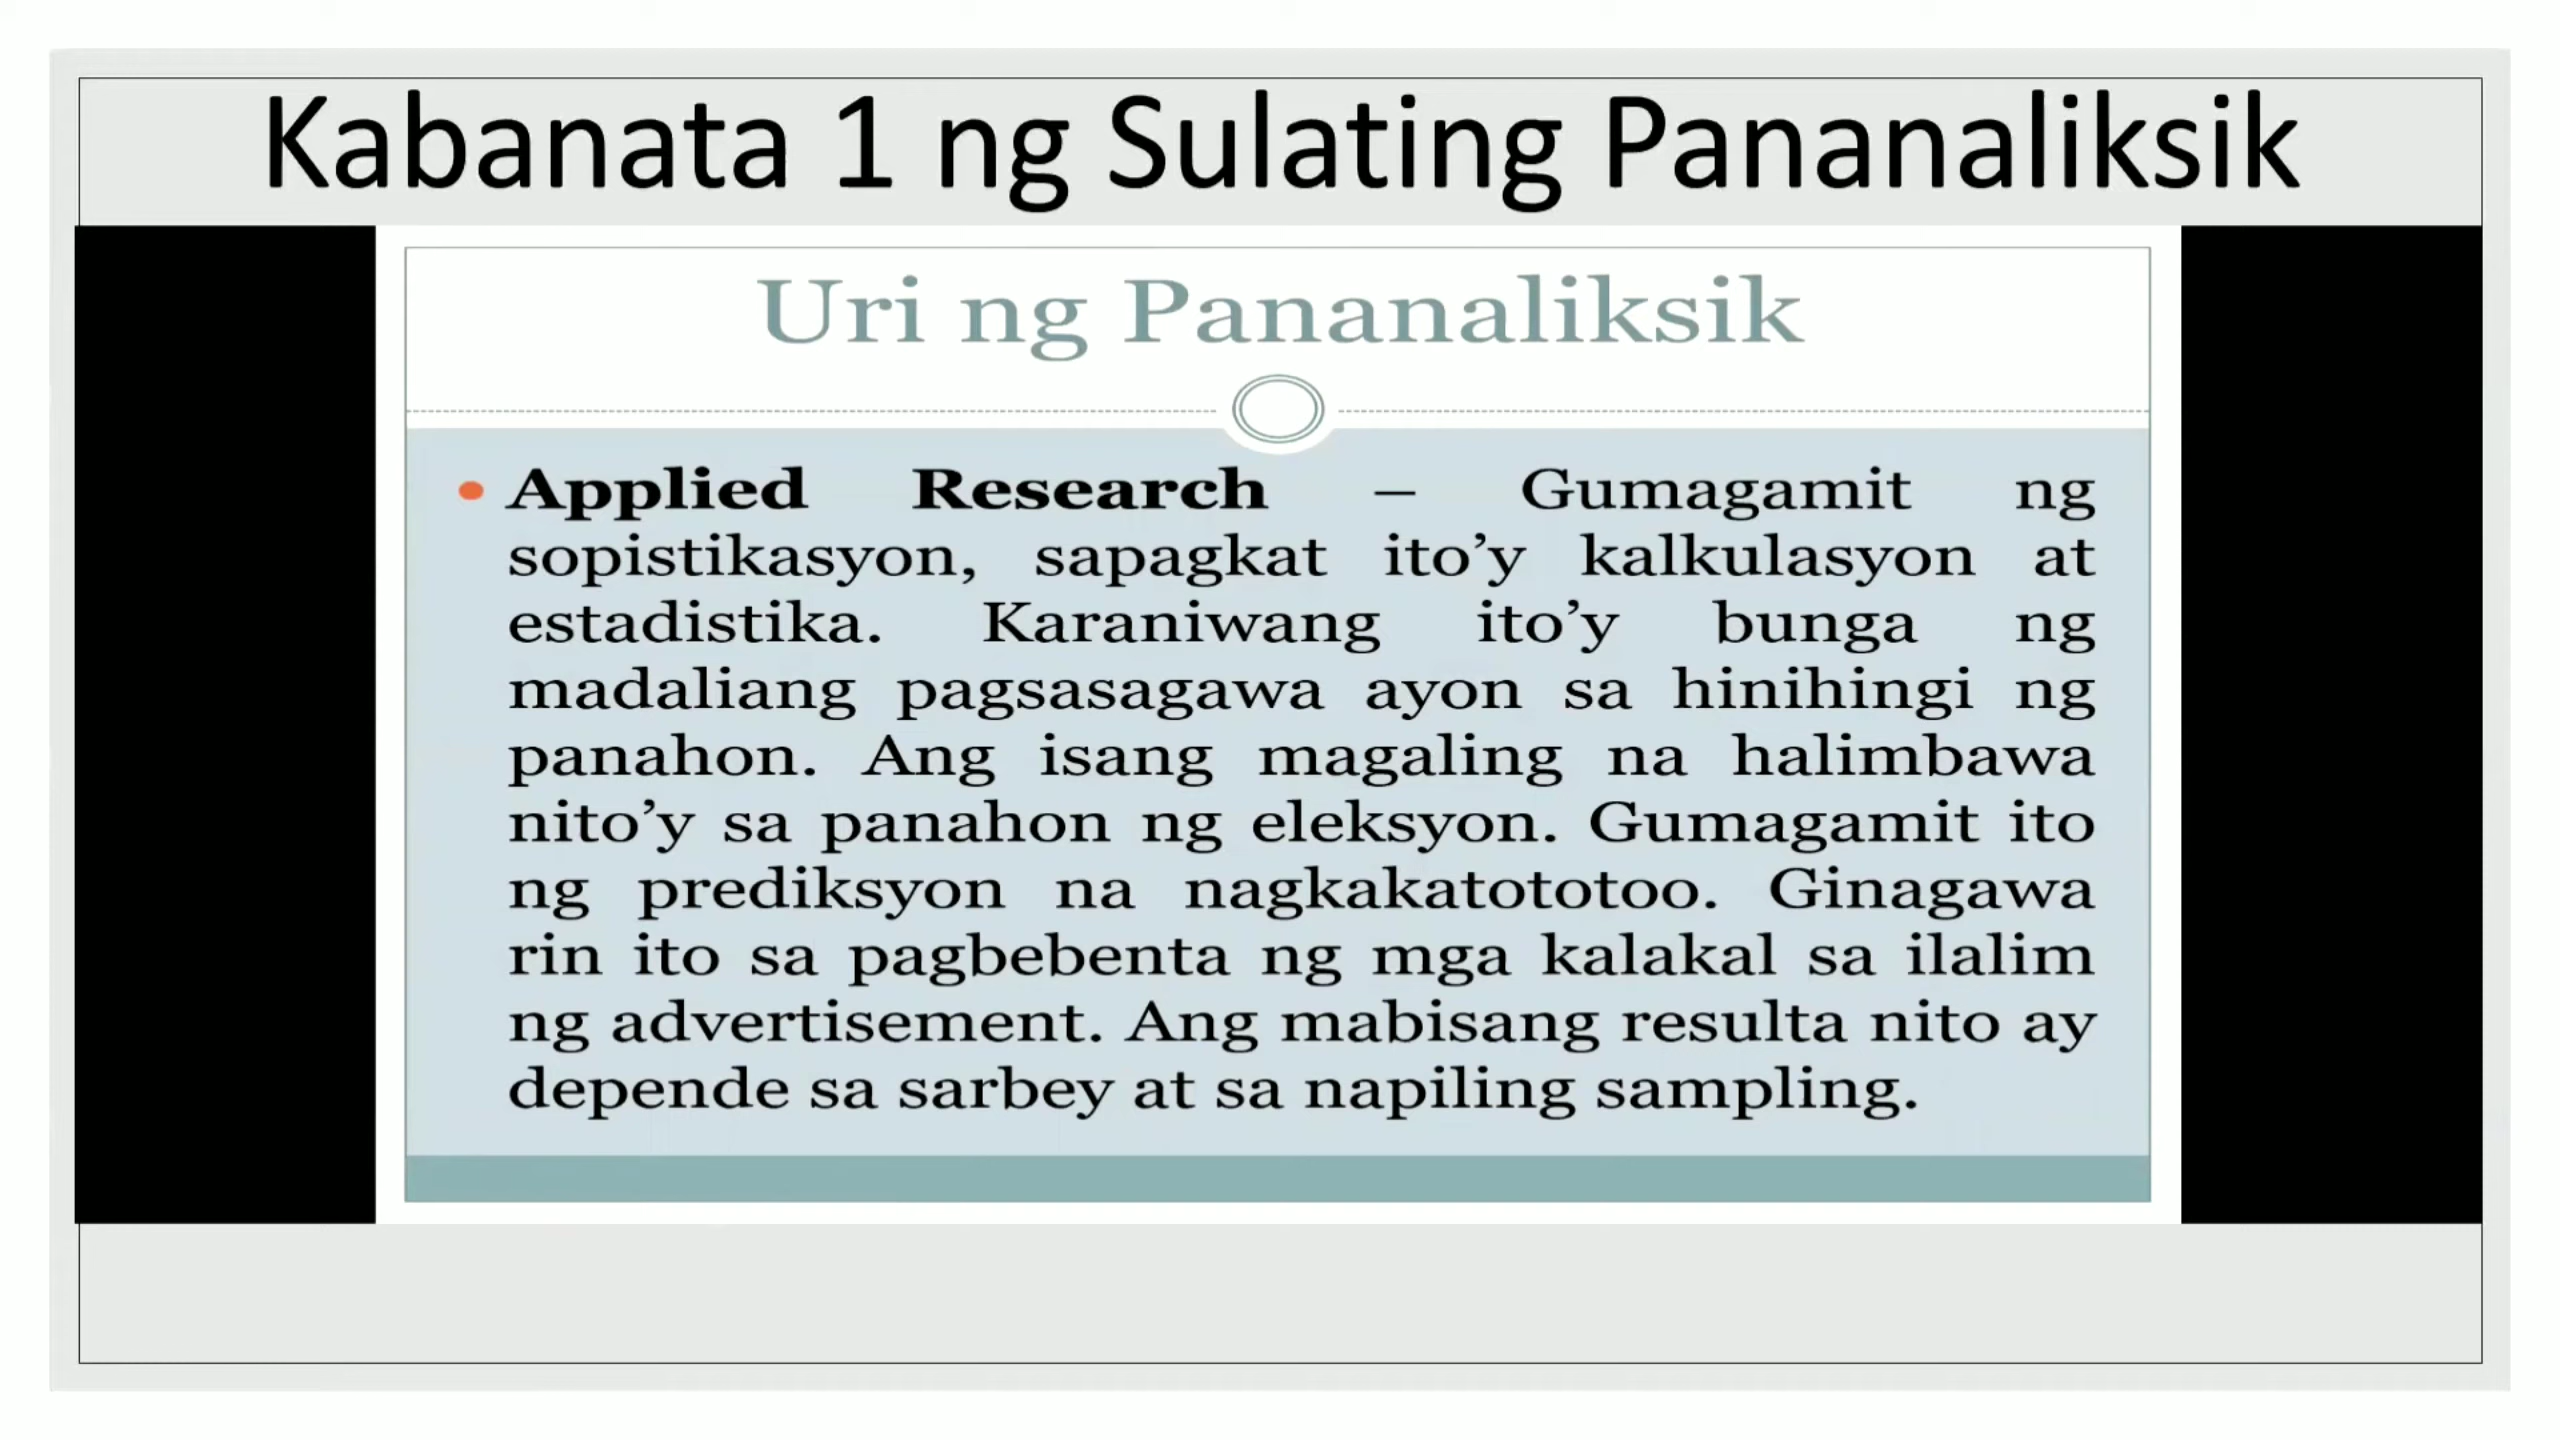 Kabanata 1 ng Sulating Pananaliksik
Uri ng Pananaliksik
• Applied Research – Gumagamit ng
sopistikasyon, sapagkat ito’y kalkulasyon at
estadistika. Karaniwang ito’y bunga ng
madaliang pagsasagawa ayon sa hinihingi ng
panahon. Ang isang magaling na halimbawa
nito’y sa panahon ng eleksyon. Gumagamit ito
ng prediksyon na nagkakatototoo. Ginagawa
rin ito sa pagbebenta ng mga kalakal sa ilalim
ng advertisement. Ang mabisang resulta nito ay
depende sa sarbey at sa napiling sampling.